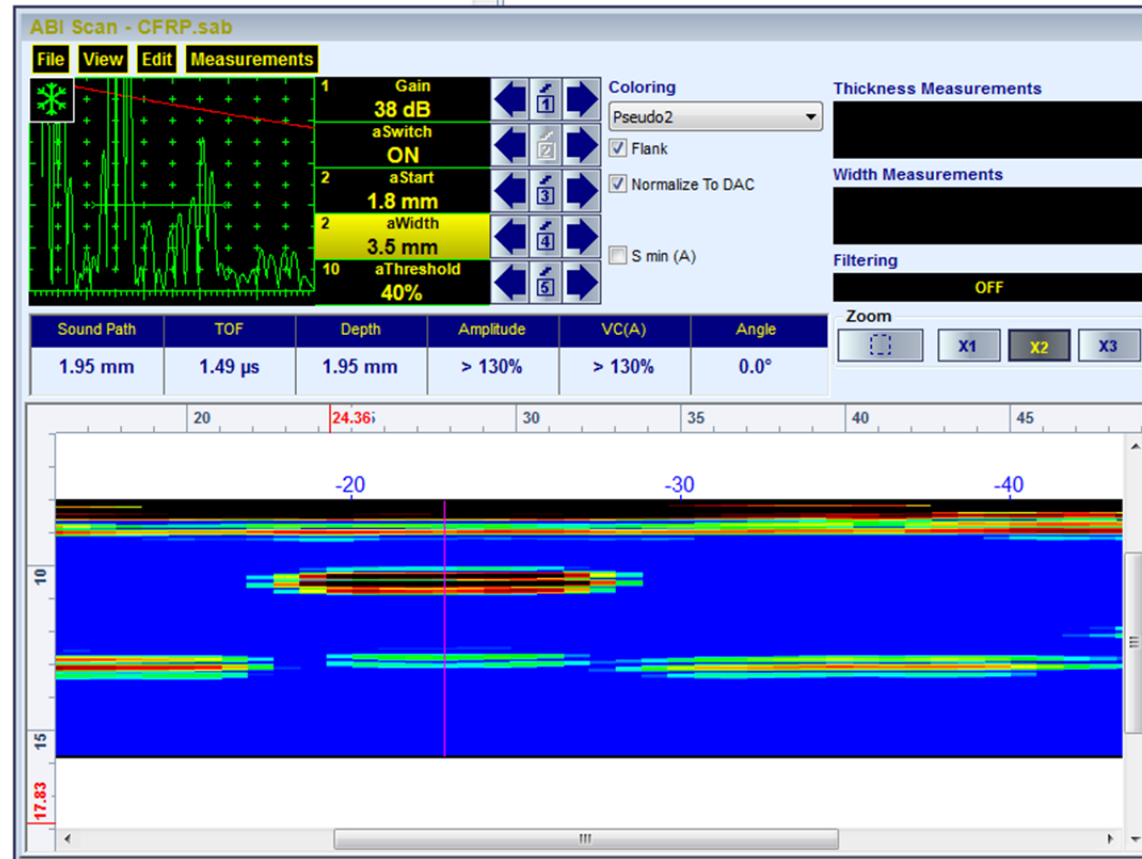 ABI Scan - CFRP.sab
File View Edit Measurements
1 Gain
38 dB
1
aSwitch
ON
2
2 aStart
1.8 mm
3
2 aWidth
3.5 mm
4
10 aThreshold
40%
5
Coloring
Pseudo2
Flank
Normalize To DAC
S min (A)
Thickness Measurements
Width Measurements
Filtering
OFF
Zoom
X1 X2 X3
Sound Path TOF Depth Amplitude VC(A) Angle
1.95 mm 1.49 µs 1.95 mm > 130% > 130% 0.0°
20 24.36 30 35 40 45
-20 -30 -40
10
15
17.83